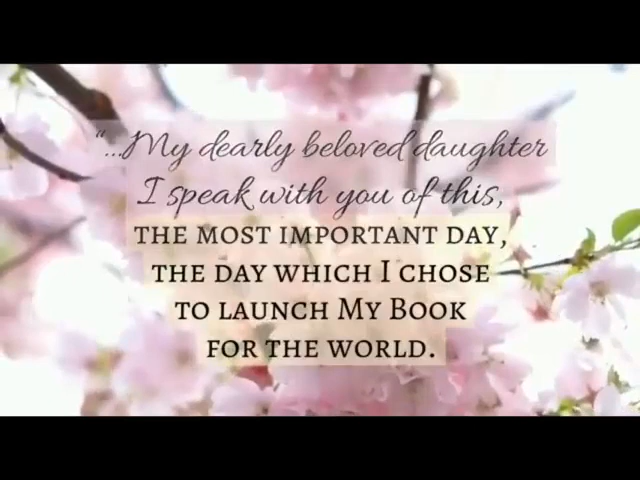 "...My dearly beloved daughter
I speak with you of this,
THE MOST IMPORTANT DAY,
THE DAY WHICH I CHOSE
TO LAUNCH MY BOOK
FOR THE WORLD.